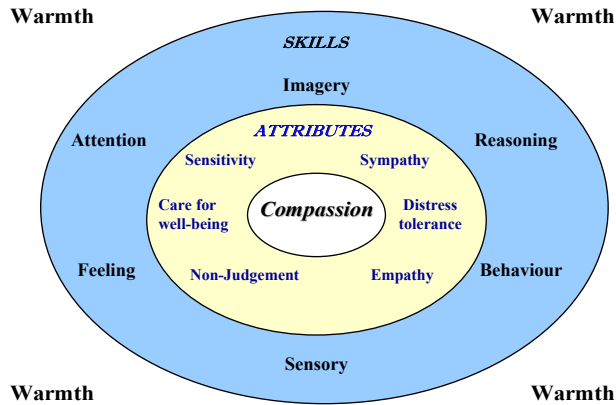 Warmth Warmth
SKILLS
Imagery
Attention Reasoning
ATTRIBUTES
Sensitivity Sympathy
Care for
well-being
Compassion
Distress
tolerance
Feeling Non-Judgement Empathy Behaviour
Sensory
Warmth Warmth